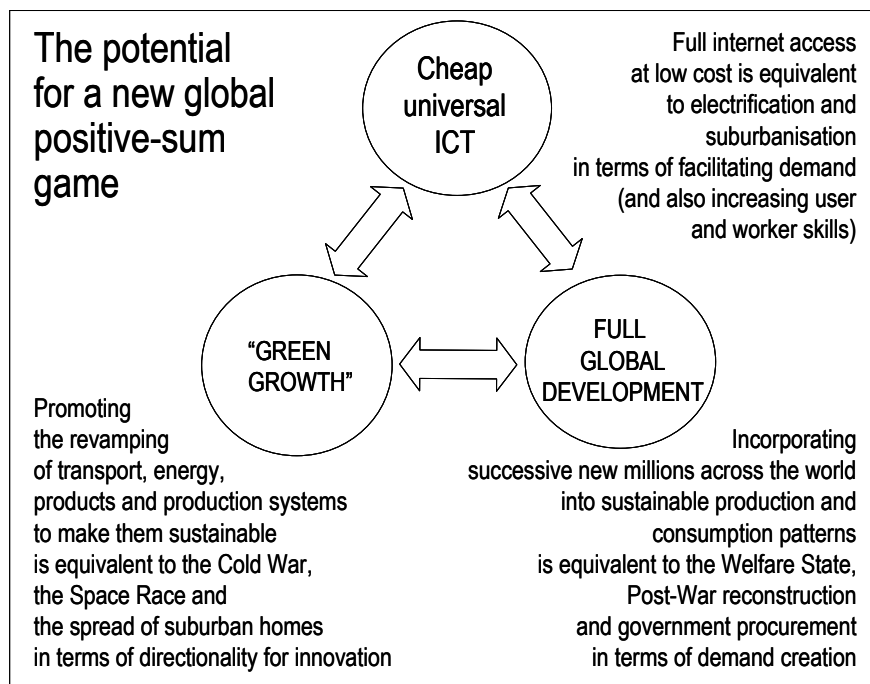 The potential
for a new global
positive-sum
game
Cheap
universal
ICT
Full internet access
at low cost is equivalent
to electrification and
suburbanisation
in terms of facilitating demand
(and also increasing user
and worker skills)
“GREEN
GROWTH”
FULL
GLOBAL
DEVELOPMENT
Promoting
the revamping
of transport, energy,
products and production systems
to make them sustainable
is equivalent to the Cold War,
the Space Race and
the spread of suburban homes
in terms of directionality for innovation
Incorporating
successive new millions across the world
into sustainable production and
consumption patterns
is equivalent to the Welfare State,
Post-War reconstruction
and government procurement
in terms of demand creation